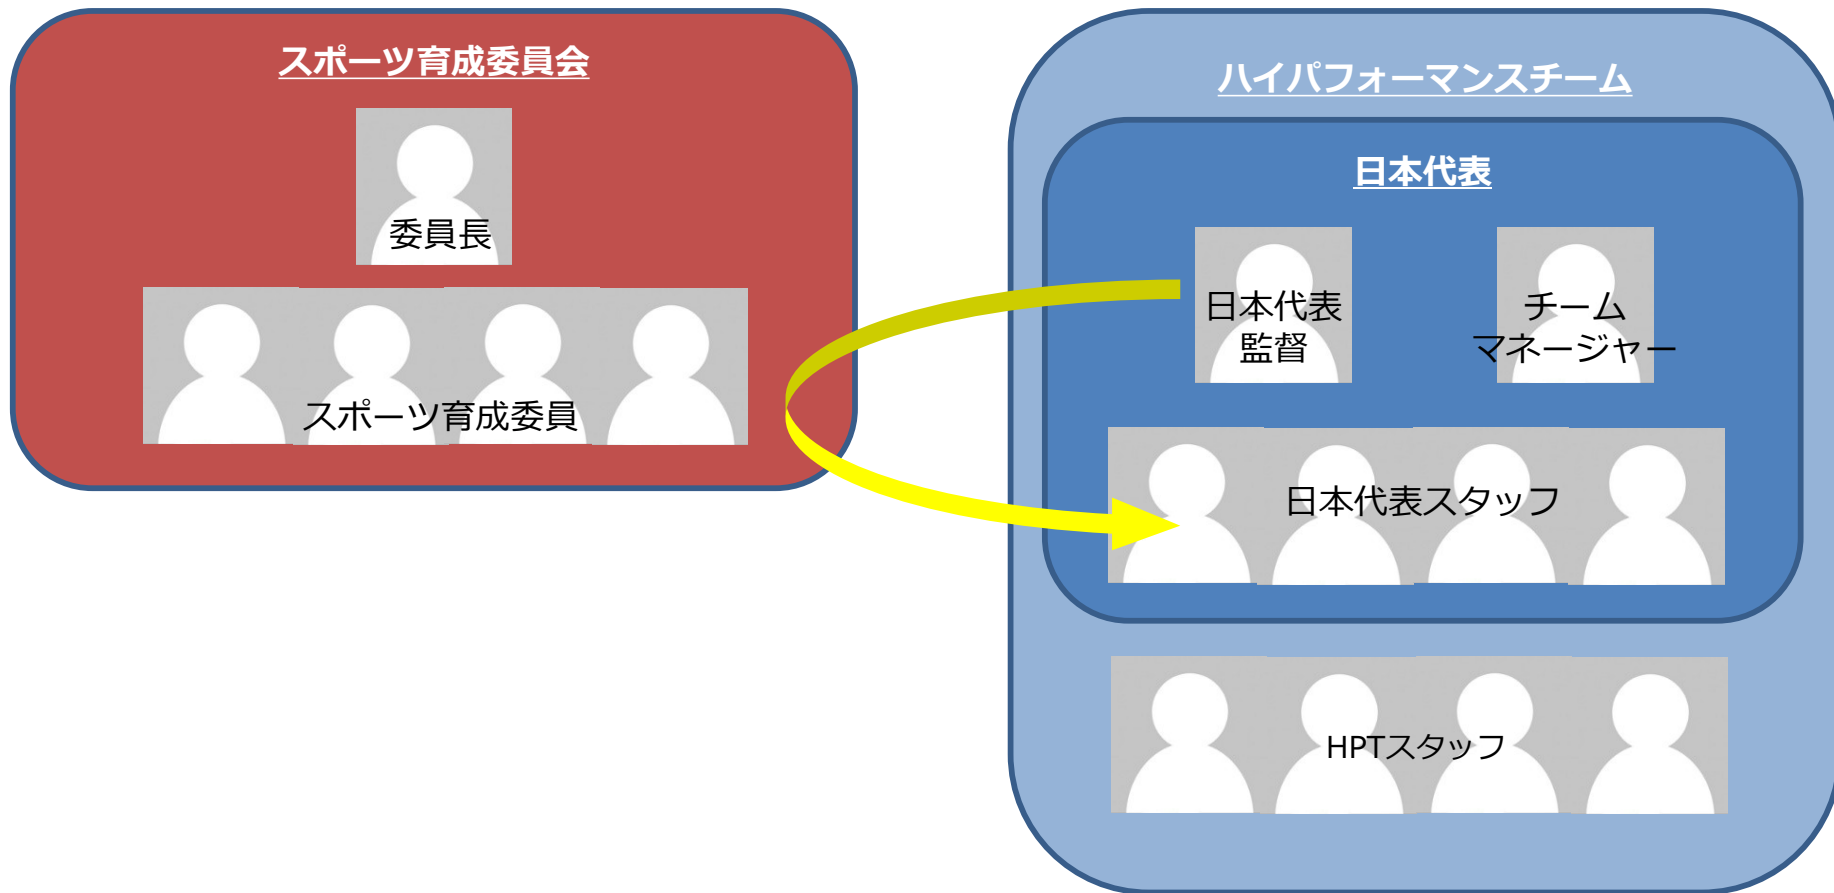 スポーツ育成委員会
委員長
スポーツ育成委員
ハイパフォーマンスチーム
日本代表
日本代表
監督
チーム
マネージャー
日本代表スタッフ
HPTスタッフ